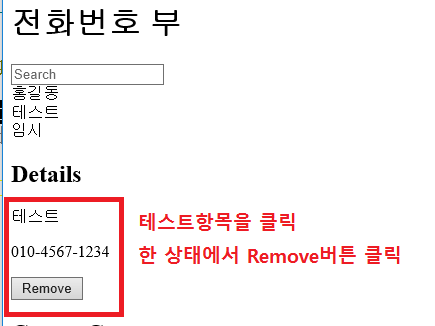 전화번호 부
Search
홍길동
테스트
임시
Details
테스트
010-4567-1234
Remove
테스트항목을 클릭
한 상태에서 Remove버튼 클릭